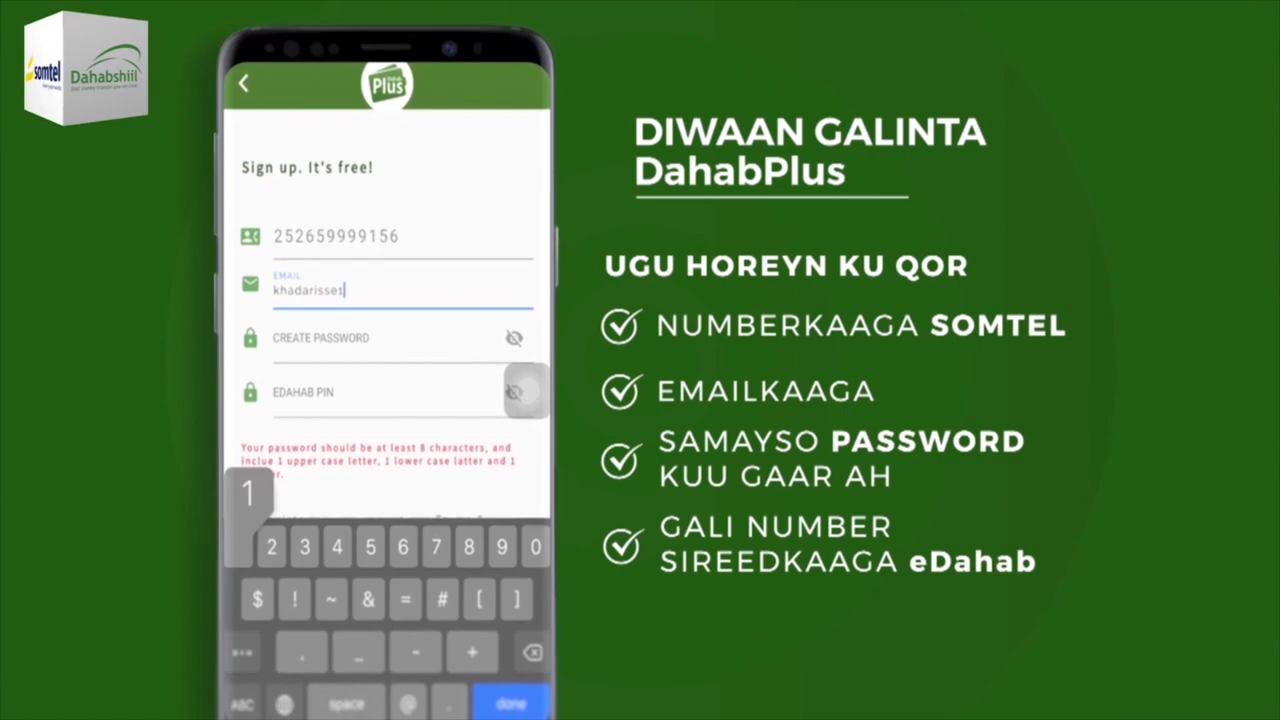 somtel
Dahabshiil
Dahab
Plus
Sign up. It's free!
252659999156
EMAIL
khadarisse1
CREATE PASSWORD
EDAHAB PIN
Your password should be at least 8 characters, and
inclue 1 upper case letter, 1 lower case latter and 1
1
2 3 4 5 6 7 8 9 0
$ ! ~ & = # [ ]
. _ - +
ABC space @ . done
DIWAAN GALINTA
DahabPlus
UGU HOREYN KU QOR
NUMBERKAAGA SOMTEL
EMAILKAAGA
SAMAYSO PASSWORD
KUU GAAR AH
GALI NUMBER
SIREEDKAAGA eDahab